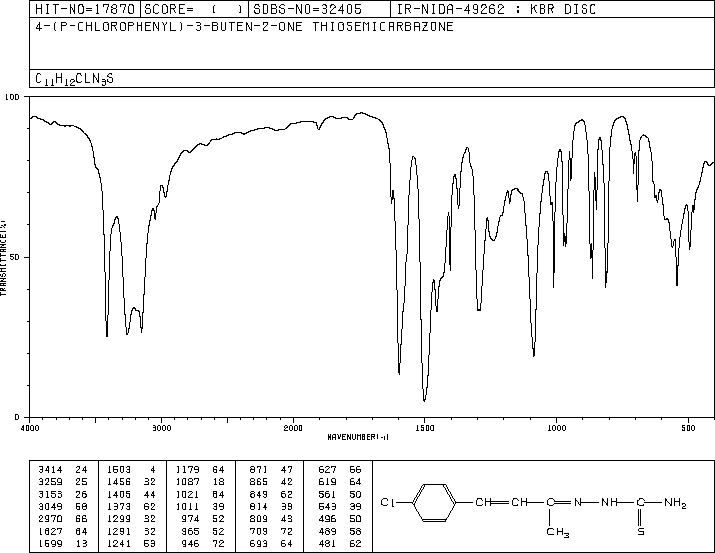 HIT-NO=17870 SCORE= ( ) SDBS-NO=32405 IR-NIDA-49262 : KBR DISC
4-(P-CHLOROPHENYL)-3-BUTEN-2-ONE THIOSEMICARBAZONE
C11H12CLN3S
100
TRANSMITTANCE(%)
50
0
4000 3000 2000 1500 1000 500
WAVENUMBER(-1)
3414 24 1503 4 1179 64 871 47 627 66
3259 25 1456 32 1087 18 865 42 619 64
3153 26 1405 44 1021 64 849 62 561 50
3049 60 1373 62 1011 39 814 39 543 39
2970 66 1299 32 974 52 809 43 496 50
1627 64 1291 32 965 52 709 72 489 58
1599 13 1241 53 946 72 693 64 481 62
Cl CH=CH C=N NH C NH2
CH3 S